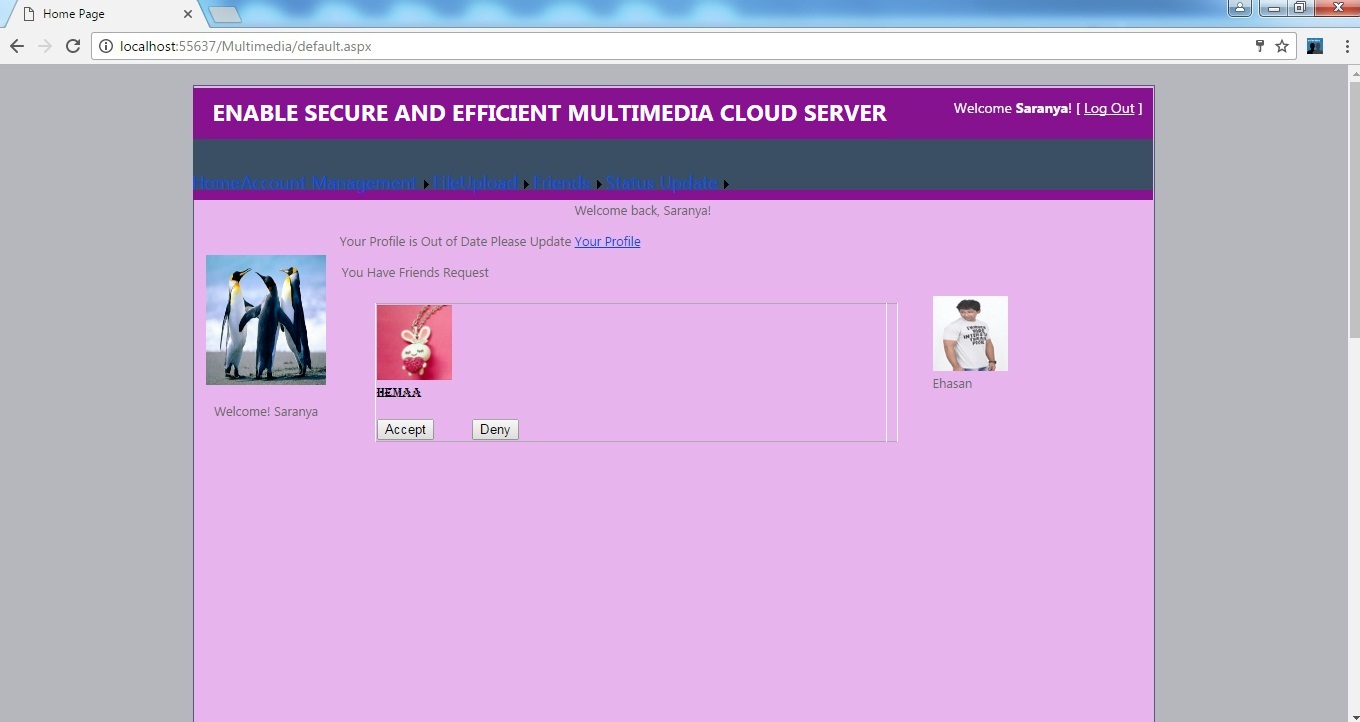 Home Page
localhost:55637/Multimedia/default.aspx
ENABLE SECURE AND EFFICIENT MULTIMEDIA CLOUD SERVER
Welcome Saranya! [ Log Out ]
HomeAccount Management FileUpload Friends Status Update
Welcome back, Saranya!
Your Profile is Out of Date Please Update Your Profile
You Have Friends Request
HEMAA
Accept Deny
Welcome! Saranya
Ehasan